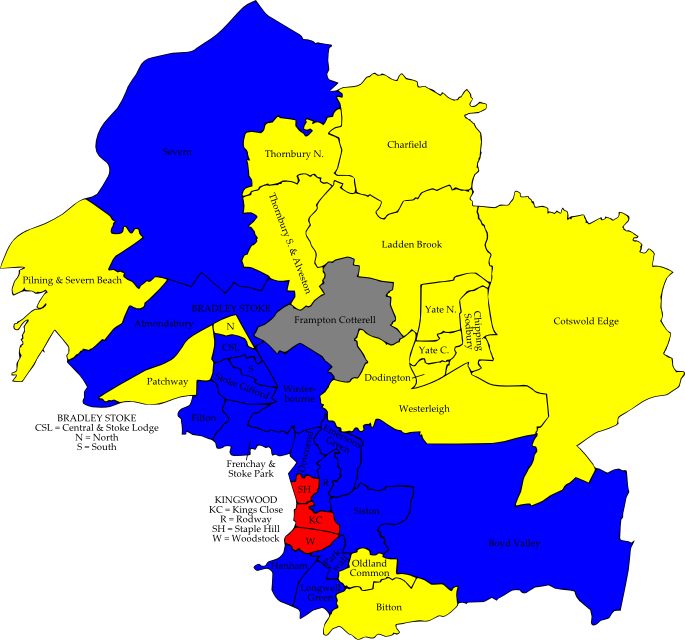 Severn
Thornbury N.
Charfield
Thornbury S. & Alveston
Ladden Brook
Pilning & Severn Beach
BRADLEY STOKE
Almondsbury
N
Frampton Cotterell
Yate N.
Chipping
Sodbury
Cotswold Edge
CSL
Yate C.
S
Patchway
Stoke Gifford
Dodington
Winter-
bourne
Westerleigh
Filton
BRADLEY STOKE
CSL = Central & Stoke Lodge
N = North
S = South
Emersons
Green
Downend
Frenchay &
Stoke Park
R
SH
KINGSWOOD
KC = Kings Close
R = Rodway
SH = Staple Hill
W = Woodstock
KC
Siston
W
Boyd Valley
Hanham
Oldland
Common
Longwell
Green
Bitton